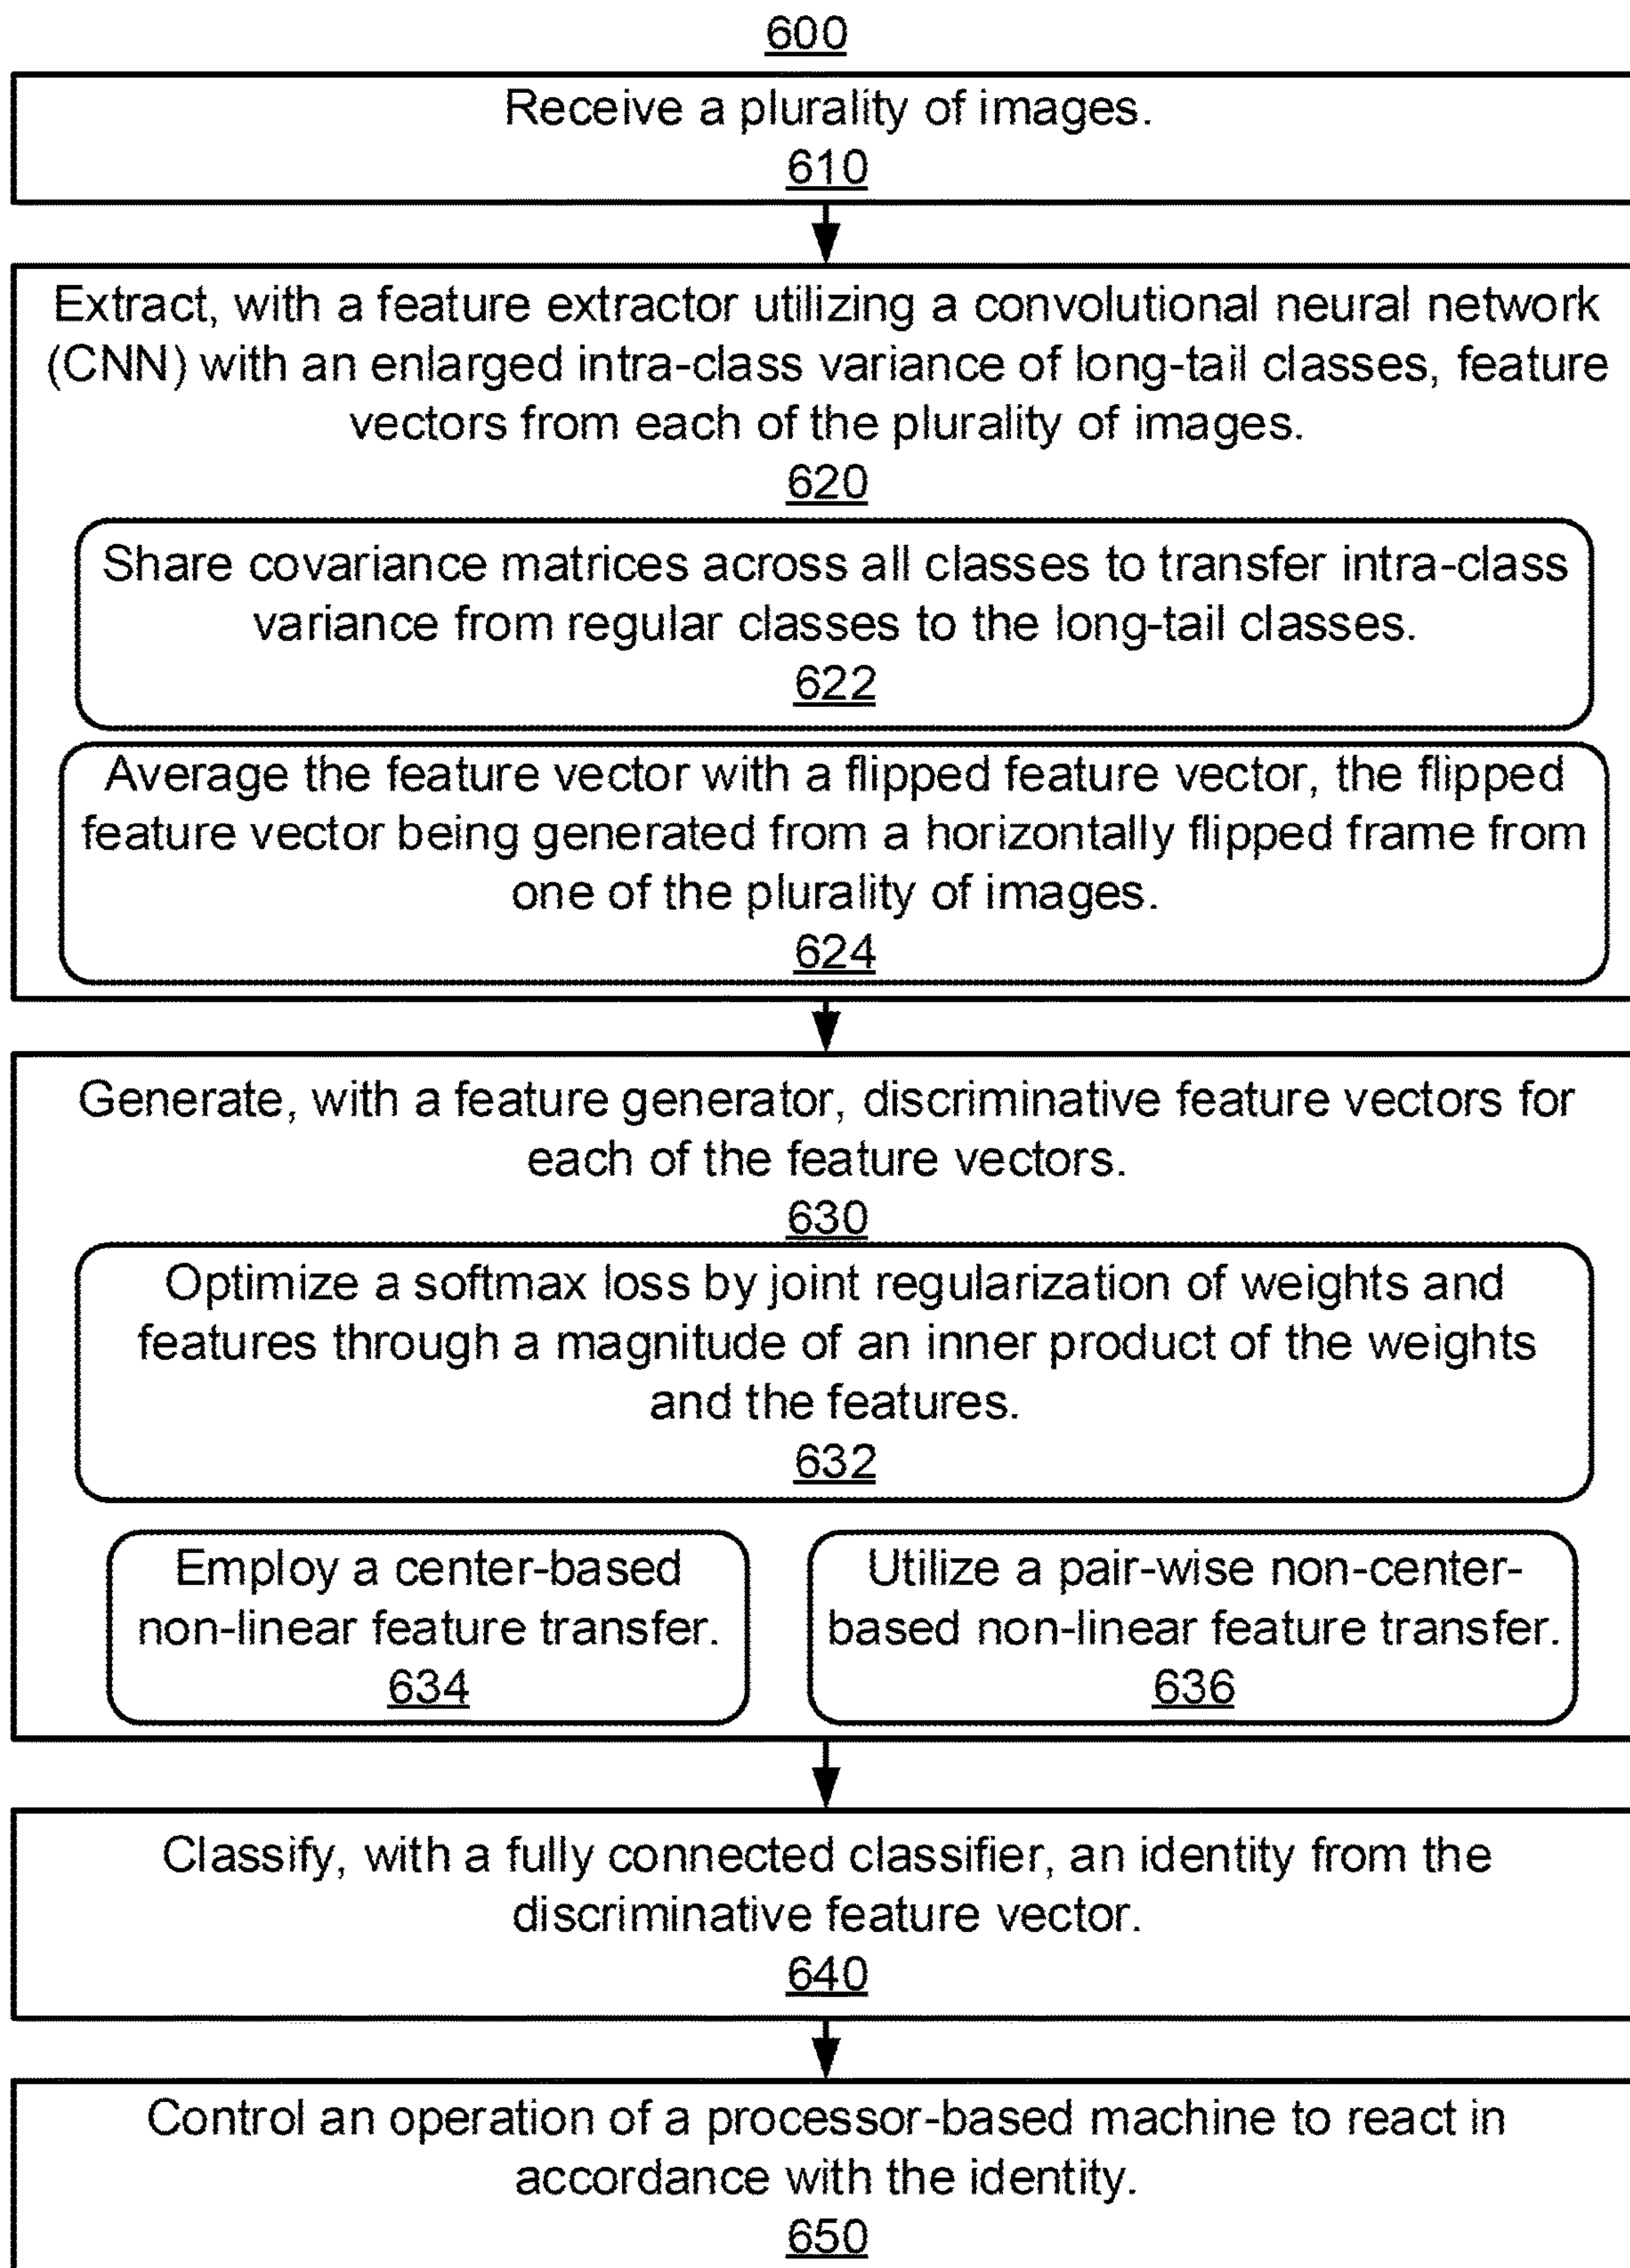 600
Receive a plurality of images.
610
Extract, with a feature extractor utilizing a convolutional neural network
(CNN) with an enlarged intra-class variance of long-tail classes, feature
vectors from each of the plurality of images.
620
Share covariance matrices across all classes to transfer intra-class
variance from regular classes to the long-tail classes.
622
Average the feature vector with a flipped feature vector, the flipped
feature vector being generated from a horizontally flipped frame from
one of the plurality of images.
624
Generate, with a feature generator, discriminative feature vectors for
each of the feature vectors.
630
Optimize a softmax loss by joint regularization of weights and
features through a magnitude of an inner product of the weights
and the features.
632
Employ a center-based
non-linear feature transfer.
634
Utilize a pair-wise non-center-
based non-linear feature transfer.
636
Classify, with a fully connected classifier, an identity from the
discriminative feature vector.
640
Control an operation of a processor-based machine to react in
accordance with the identity.
650